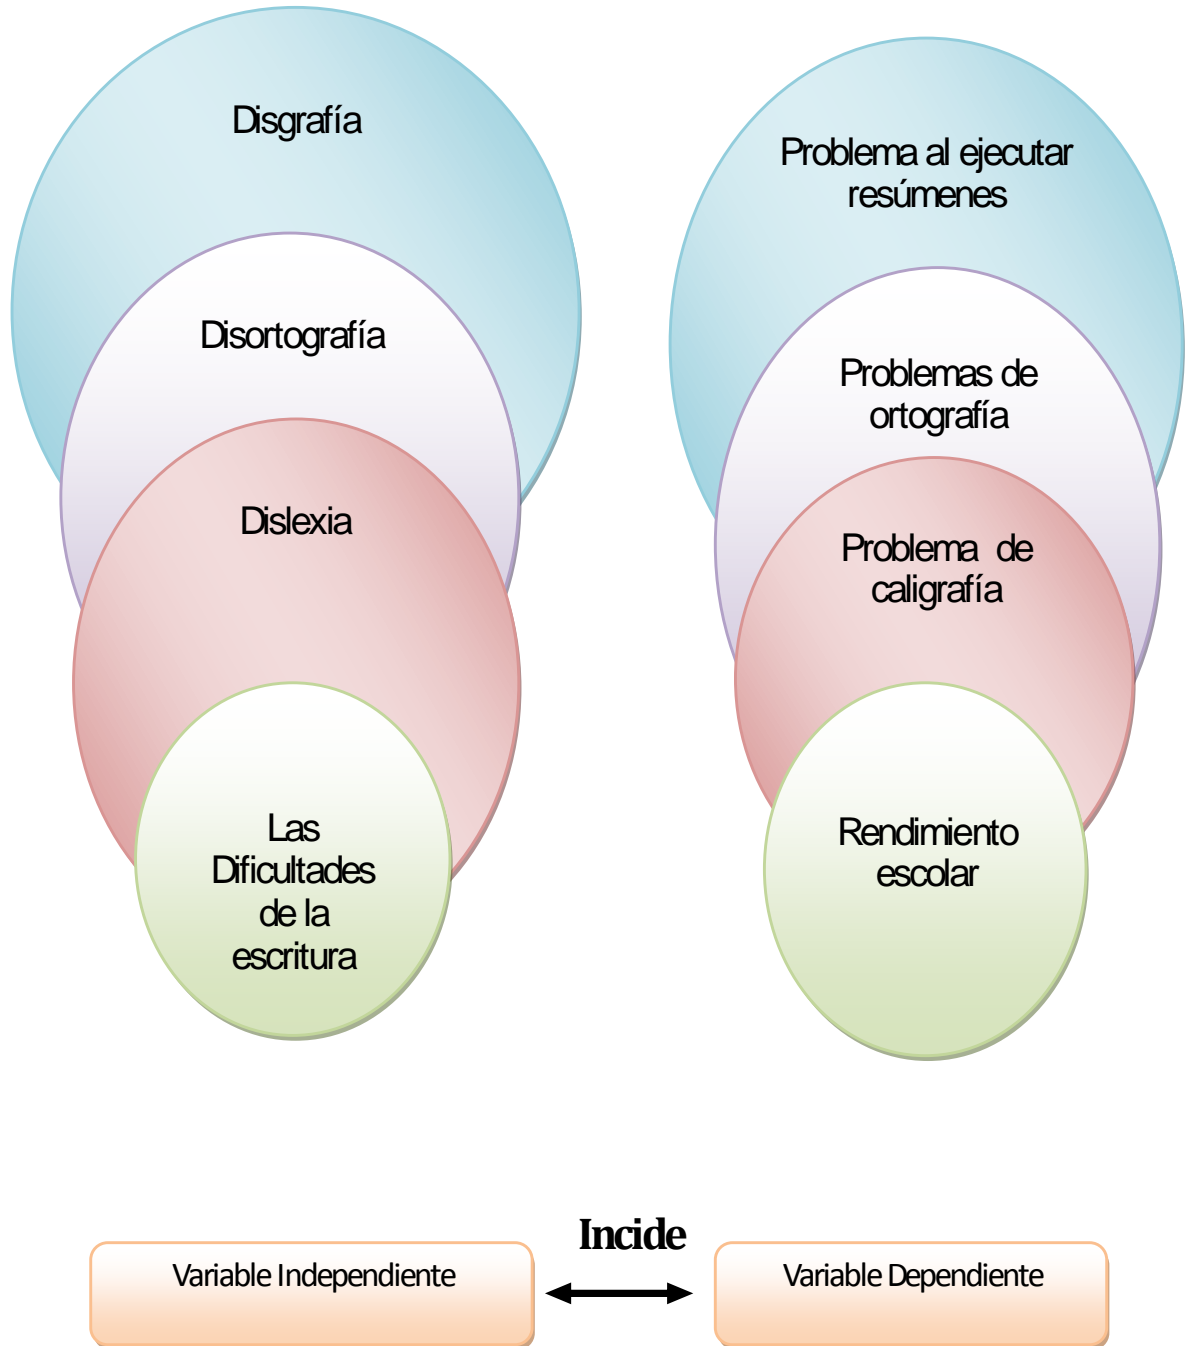 Disgrafía
Disortografía
Dislexia
Las
Dificultades
de la
escritura
Problema al ejecutar
resúmenes
Problemas de
ortografía
Problema de
caligrafía
Rendimiento
escolar
Incide
Variable Independiente
Variable Dependiente